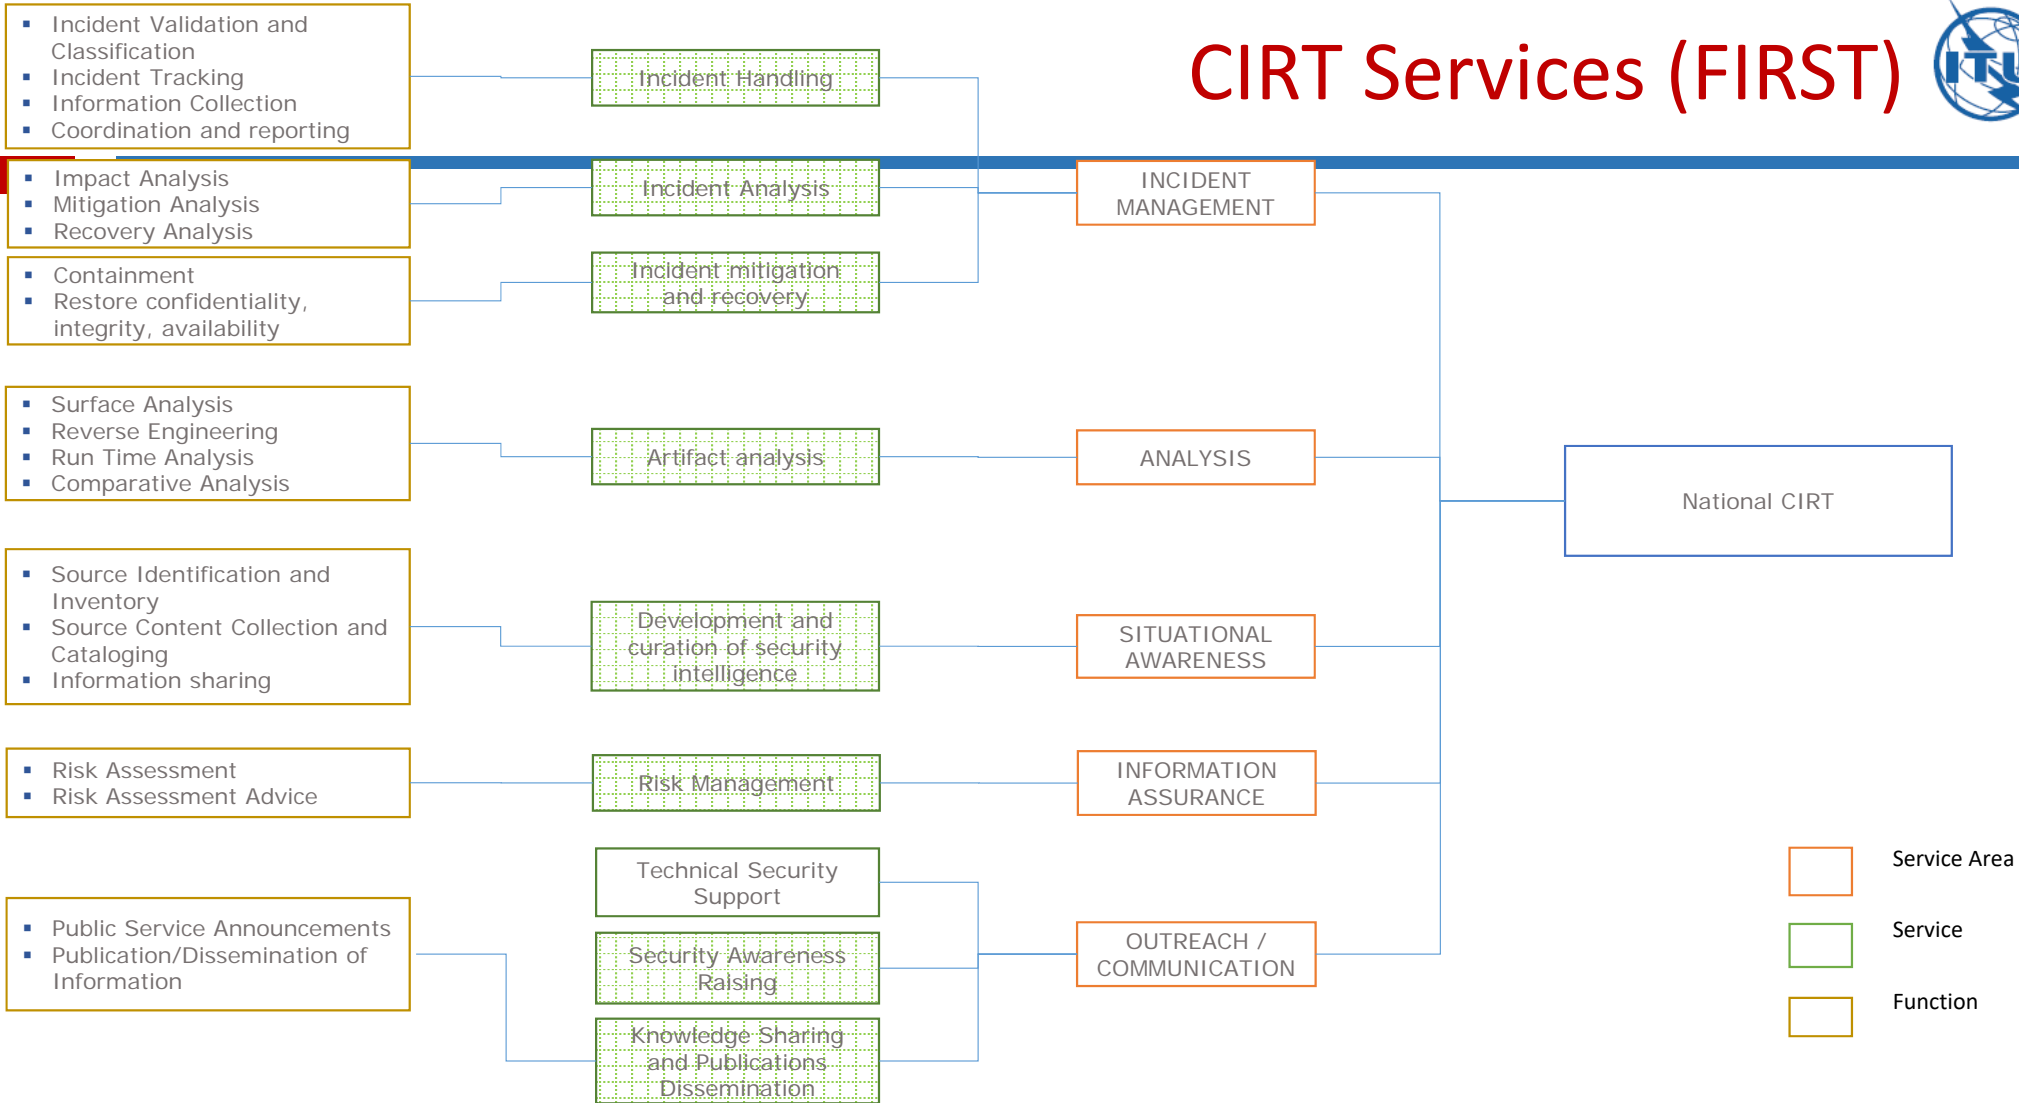 CIRT Services (FIRST)
ITU
Incident Validation and
Classification
Incident Tracking
Information Collection
Coordination and reporting
Incident Handling
Impact Analysis
Mitigation Analysis
Recovery Analysis
Incident Analysis
INCIDENT
MANAGEMENT
Containment
Restore confidentiality,
integrity, availability
Incident mitigation
and recovery
Surface Analysis
Reverse Engineering
Run Time Analysis
Comparative Analysis
Artifact analysis
ANALYSIS
National CIRT
Source Identification and
Inventory
Source Content Collection and
Cataloging
Information sharing
Development and
curation of security
intelligence
SITUATIONAL
AWARENESS
Risk Assessment
Risk Assessment Advice
Risk Management
INFORMATION
ASSURANCE
Technical Security
Support
Public Service Announcements
Publication/Dissemination of
Information
Security Awareness
Raising
OUTREACH /
COMMUNICATION
Knowledge Sharing
and Publications
Dissemination
Service Area
Service
Function